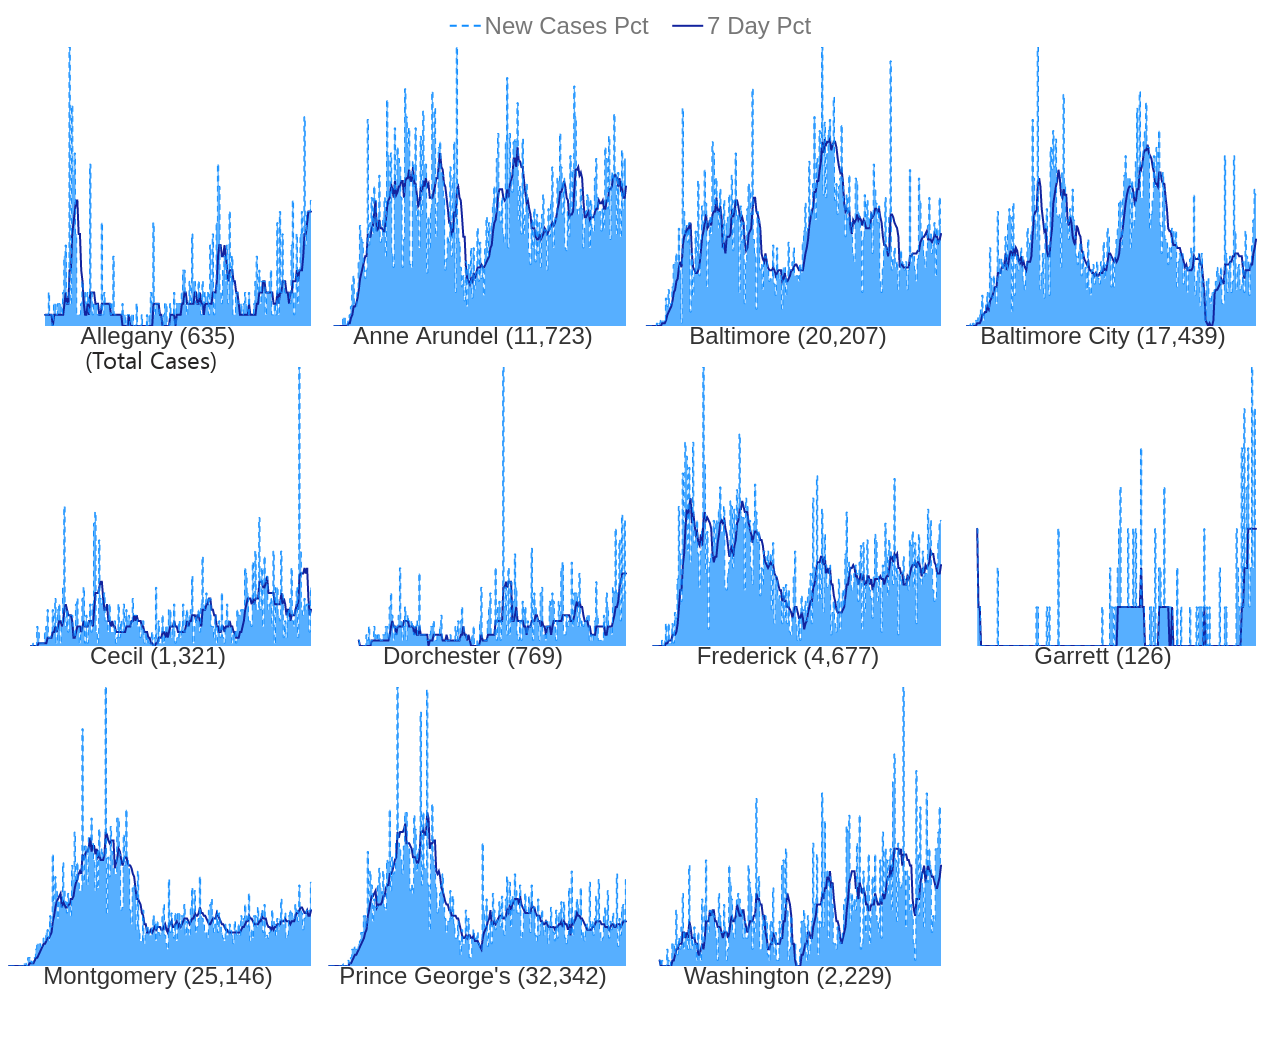 New Cases Pct 7 Day Pct
Allegany (635) Anne Arundel (11,723) Baltimore (20,207) Baltimore City (17,439)
(Total Cases)
Cecil (1,321) Dorchester (769) Frederick (4,677) Garrett (126)
Montgomery (25,146) Prince George's (32,342) Washington (2,229)